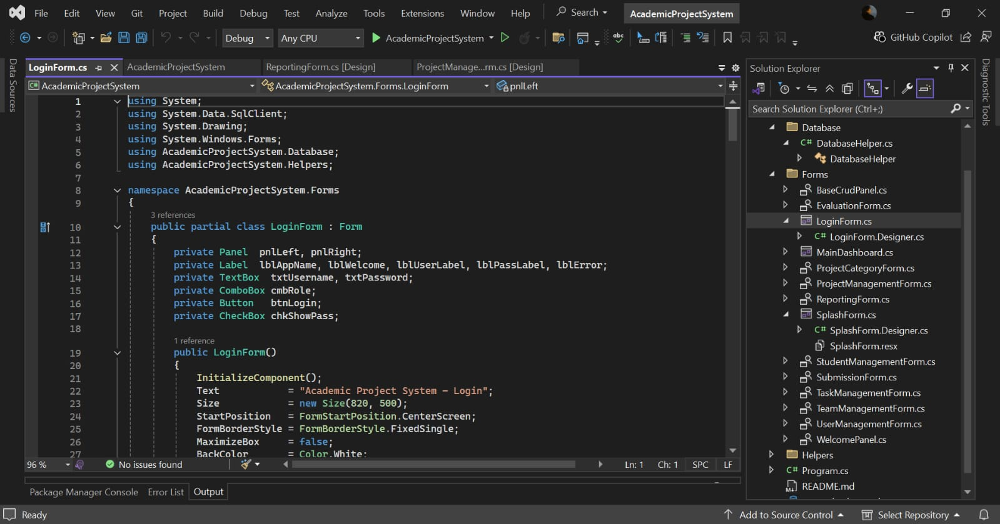 File Edit View Git Project Build Debug Test Analyze Tools Extensions Window Help Search AcademicProjectSystem
Debug Any CPU AcademicProjectSystem abc GitHub Copilot
Data Sources
LoginForm.cs AcademicProjectSystem ReportingForm.cs [Design] ProjectManage...rm.cs [Design]
AcademicProjectSystem AcademicProjectSystem.Forms.LoginForm pnlLeft
1 using System;
2 using System.Data.SqlClient;
3 using System.Drawing;
4 using System.Windows.Forms;
5 using AcademicProjectSystem.Database;
6 using AcademicProjectSystem.Helpers;
7
8 namespace AcademicProjectSystem.Forms
9 {
3 references
10 public partial class LoginForm : Form
11 {
12 private Panel pnlLeft, pnlRight;
13 private Label lblAppName, lblWelcome, lblUserLabel, lblPassLabel, lblError;
14 private TextBox txtUsername, txtPassword;
15 private ComboBox cmbRole;
16 private Button btnLogin;
17 private CheckBox chkShowPass;
18
1 reference
19 public LoginForm()
20 {
21 InitializeComponent();
22 Text = "Academic Project System – Login";
23 Size = new Size(820, 500);
24 StartPosition = FormStartPosition.CenterScreen;
25 FormBorderStyle = FormBorderStyle.FixedSingle;
26 MaximizeBox = false;
27 BackColor = Color.White;
96 % No issues found Ln: 1 Ch: 1 SPC LF
Package Manager Console Error List Output
Solution Explorer
Search Solution Explorer (Ctrl+;)
Database
C# DatabaseHelper.cs
DatabaseHelper
Forms
BaseCrudPanel.cs
EvaluationForm.cs
LoginForm.cs
C# LoginForm.Designer.cs
MainDashboard.cs
ProjectCategoryForm.cs
ProjectManagementForm.cs
ReportingForm.cs
SplashForm.cs
C# SplashForm.Designer.cs
SplashForm.resx
StudentManagementForm.cs
SubmissionForm.cs
TaskManagementForm.cs
TeamManagementForm.cs
UserManagementForm.cs
WelcomePanel.cs
Helpers
C# Program.cs
README.md
Diagnostic Tools
Ready Add to Source Control Select Repository